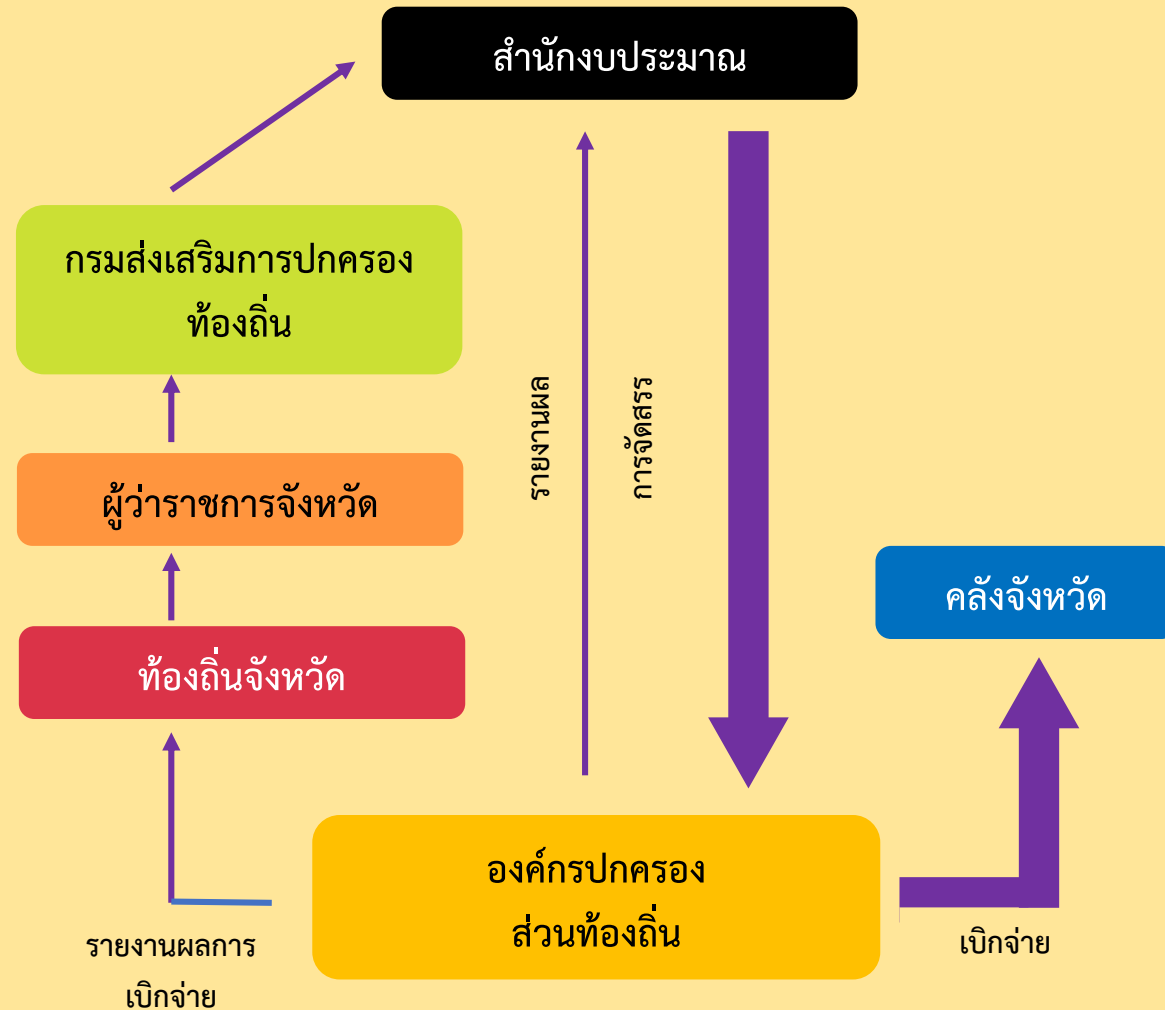 สำนักงบประมาณ
กรมส่งเสริมการปกครอง
ท้องถิ่น
รายงานผล
การจัดสรร
ผู้ว่าราชการจังหวัด
คลังจังหวัด
ท้องถิ่นจังหวัด
องค์กรปกครอง
ส่วนท้องถิ่น
รายงานผลการ
เบิกจ่าย
เบิกจ่าย